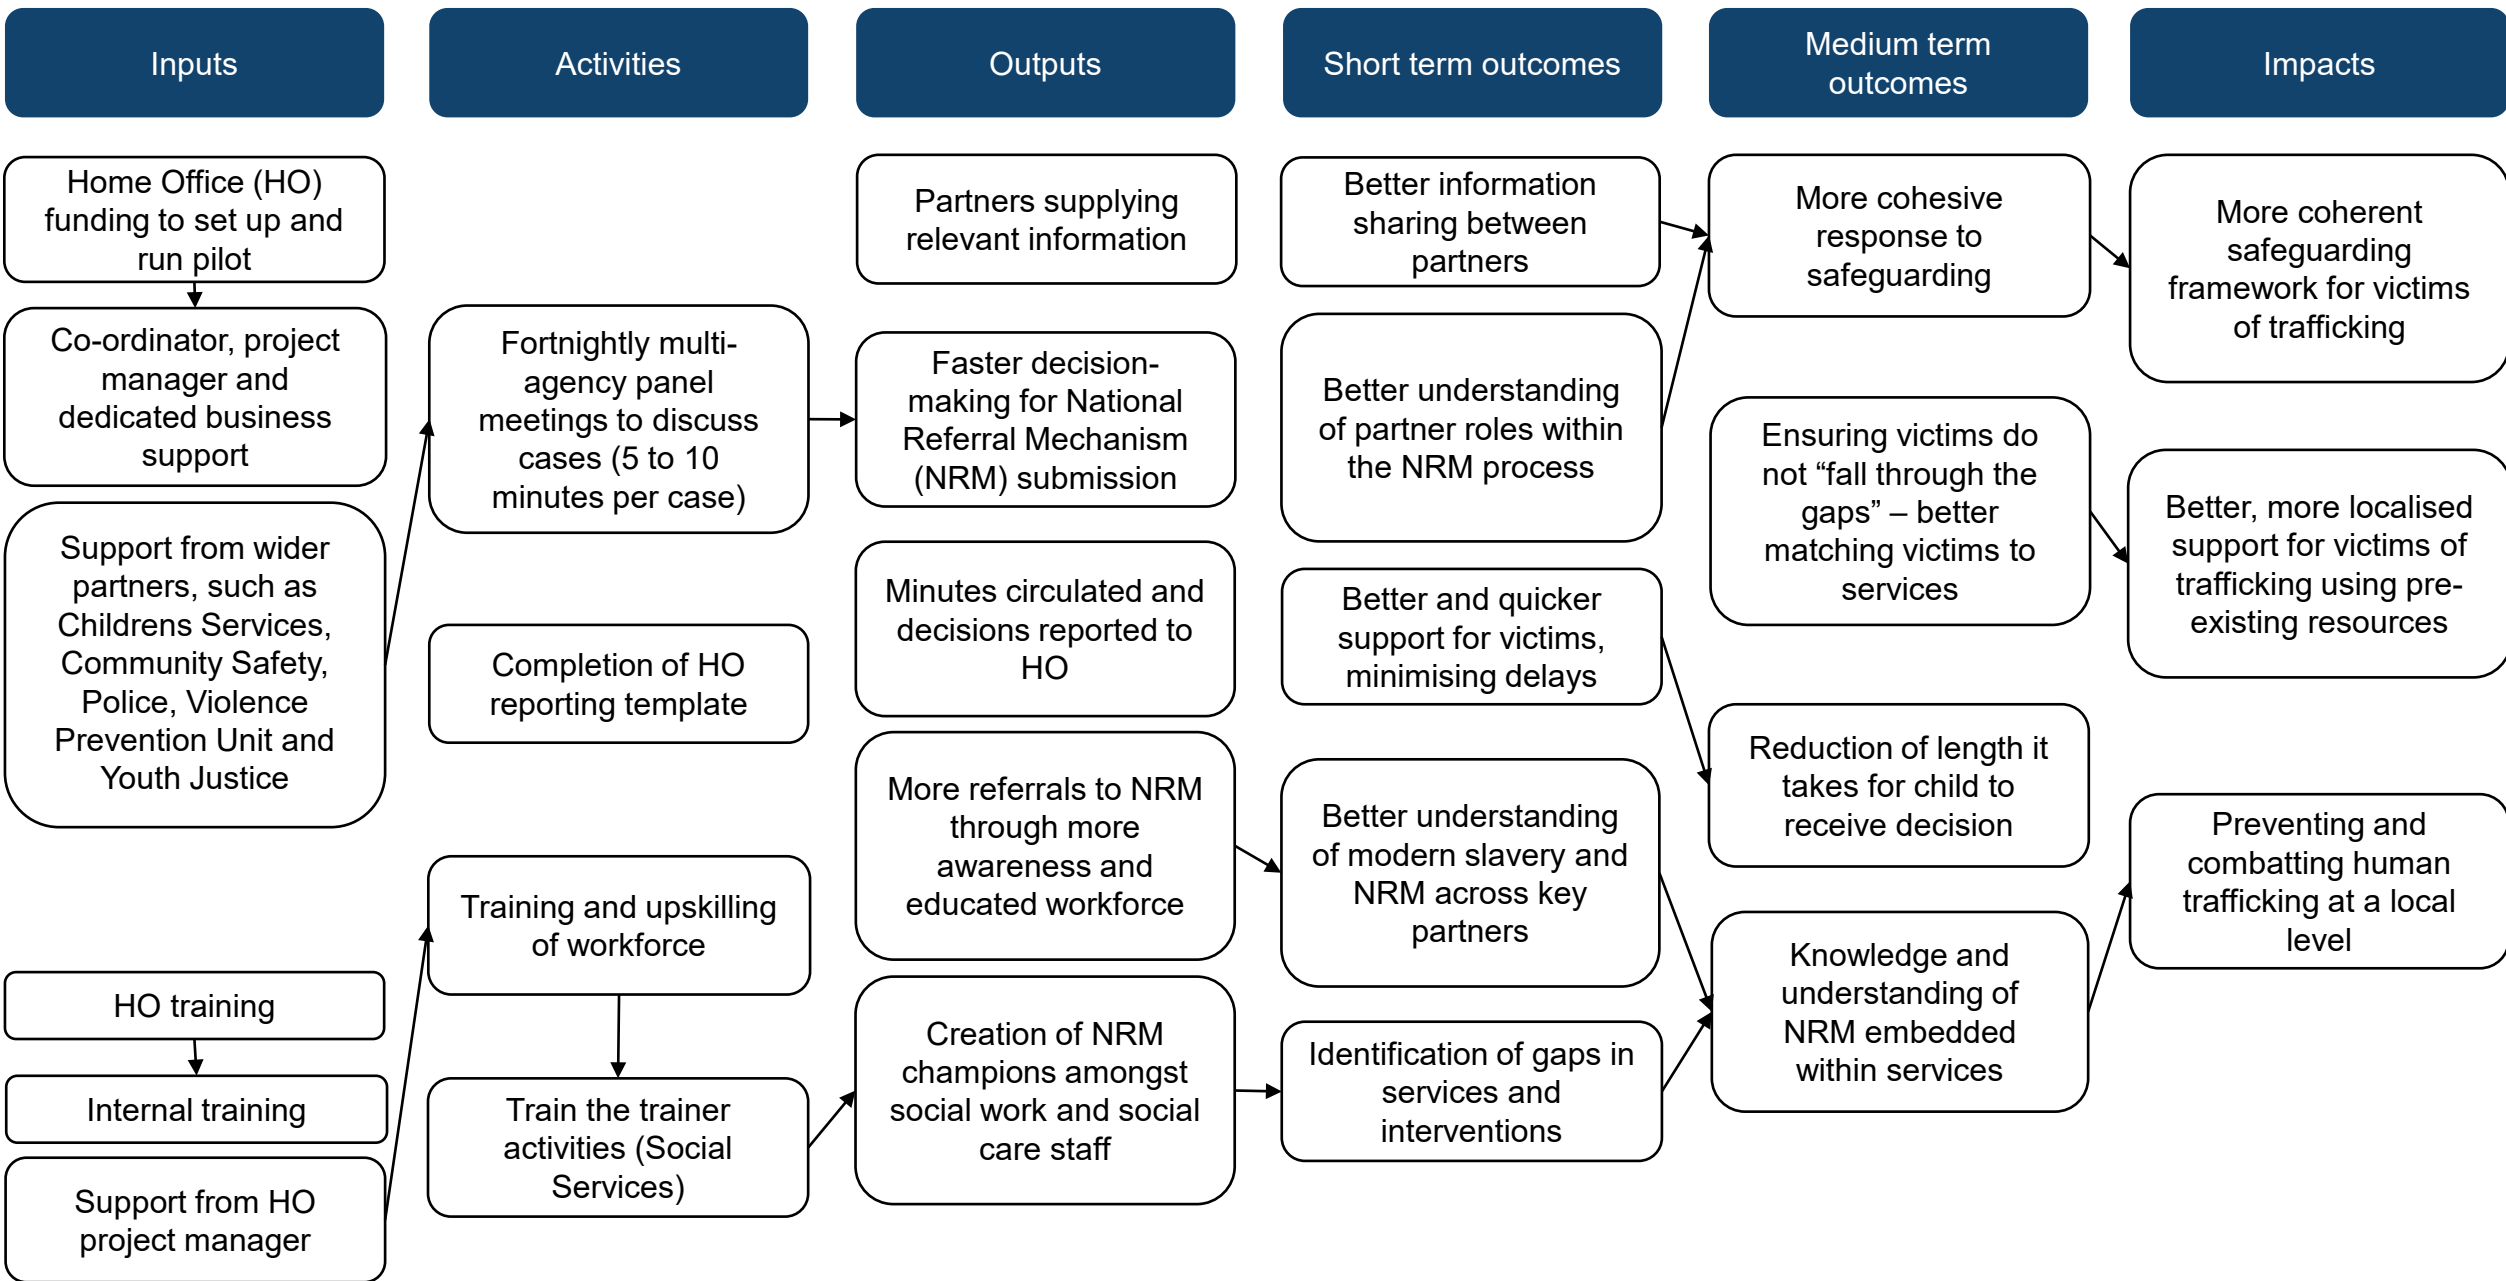 Inputs
Activities
Outputs
Short term outcomes
Medium term
outcomes
Impacts
Home Office (HO)
funding to set up and
run pilot
Co-ordinator, project
manager and
dedicated business
support
Support from wider
partners, such as
Childrens Services,
Community Safety,
Police, Violence
Prevention Unit and
Youth Justice
HO training
Internal training
Support from HO
project manager
Fortnightly multi-
agency panel
meetings to discuss
cases (5 to 10
minutes per case)
Completion of HO
reporting template
Training and upskilling
of workforce
Train the trainer
activities (Social
Services)
Partners supplying
relevant information
Faster decision-
making for National
Referral Mechanism
(NRM) submission
Minutes circulated and
decisions reported to
HO
More referrals to NRM
through more
awareness and
educated workforce
Creation of NRM
champions amongst
social work and social
care staff
Better information
sharing between
partners
Better understanding
of partner roles within
the NRM process
Better and quicker
support for victims,
minimising delays
Better understanding
of modern slavery and
NRM across key
partners
Identification of gaps in
services and
interventions
More cohesive
response to
safeguarding
Ensuring victims do
not “fall through the
gaps” – better
matching victims to
services
Reduction of length it
takes for child to
receive decision
Knowledge and
understanding of
NRM embedded
within services
More coherent
safeguarding
framework for victims
of trafficking
Better, more localised
support for victims of
trafficking using pre-
existing resources
Preventing and
combatting human
trafficking at a local
level